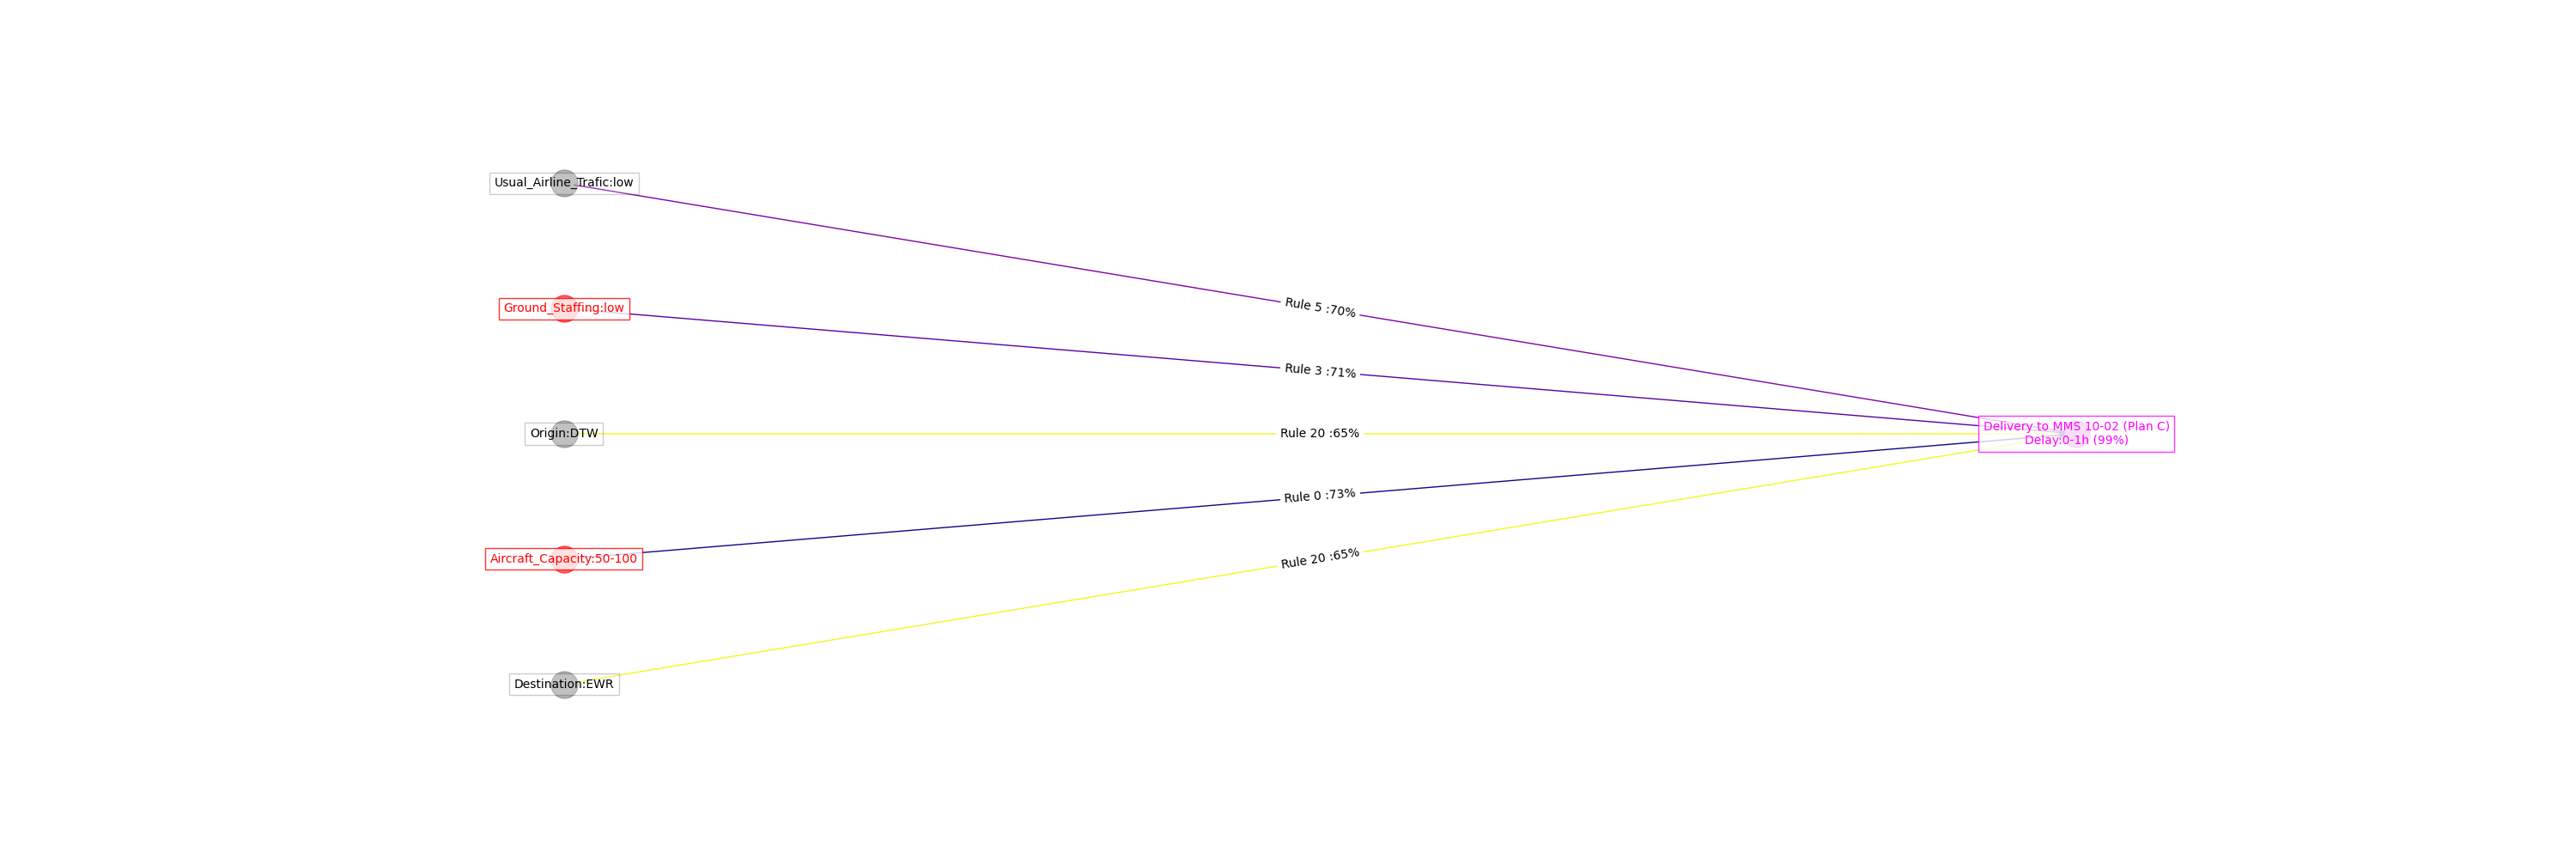 Usual_Airline_Trafic:low
Rule 5 :70%
Ground_Staffing:low
Rule 3 :71%
Origin:DTW
Rule 20 :65%
Delivery to MMS 10-02 (Plan C)
Delay:0-1h (99%)
Rule 0 :73%
Aircraft_Capacity:50-100
Rule 20 :65%
Destination:EWR